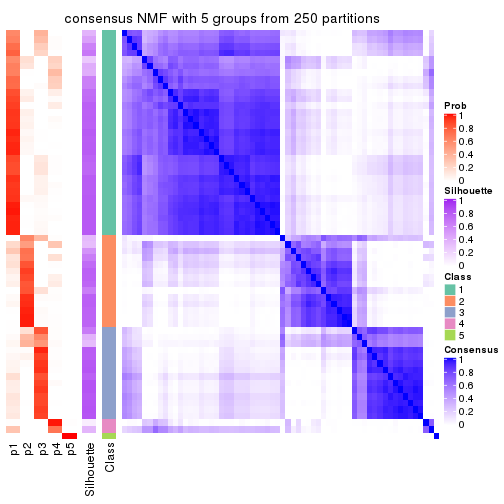 consensus NMF with 5 groups from 250 partitions
Prob
1
0.8
0.6
0.4
0.2
0
Silhouette
1
0.8
0.6
0.4
0.2
0
Class
1
2
3
4
5
Consensus
1
0.8
0.6
0.4
0.2
0
p1
p2
p3
p4
p5
Silhouette
Class